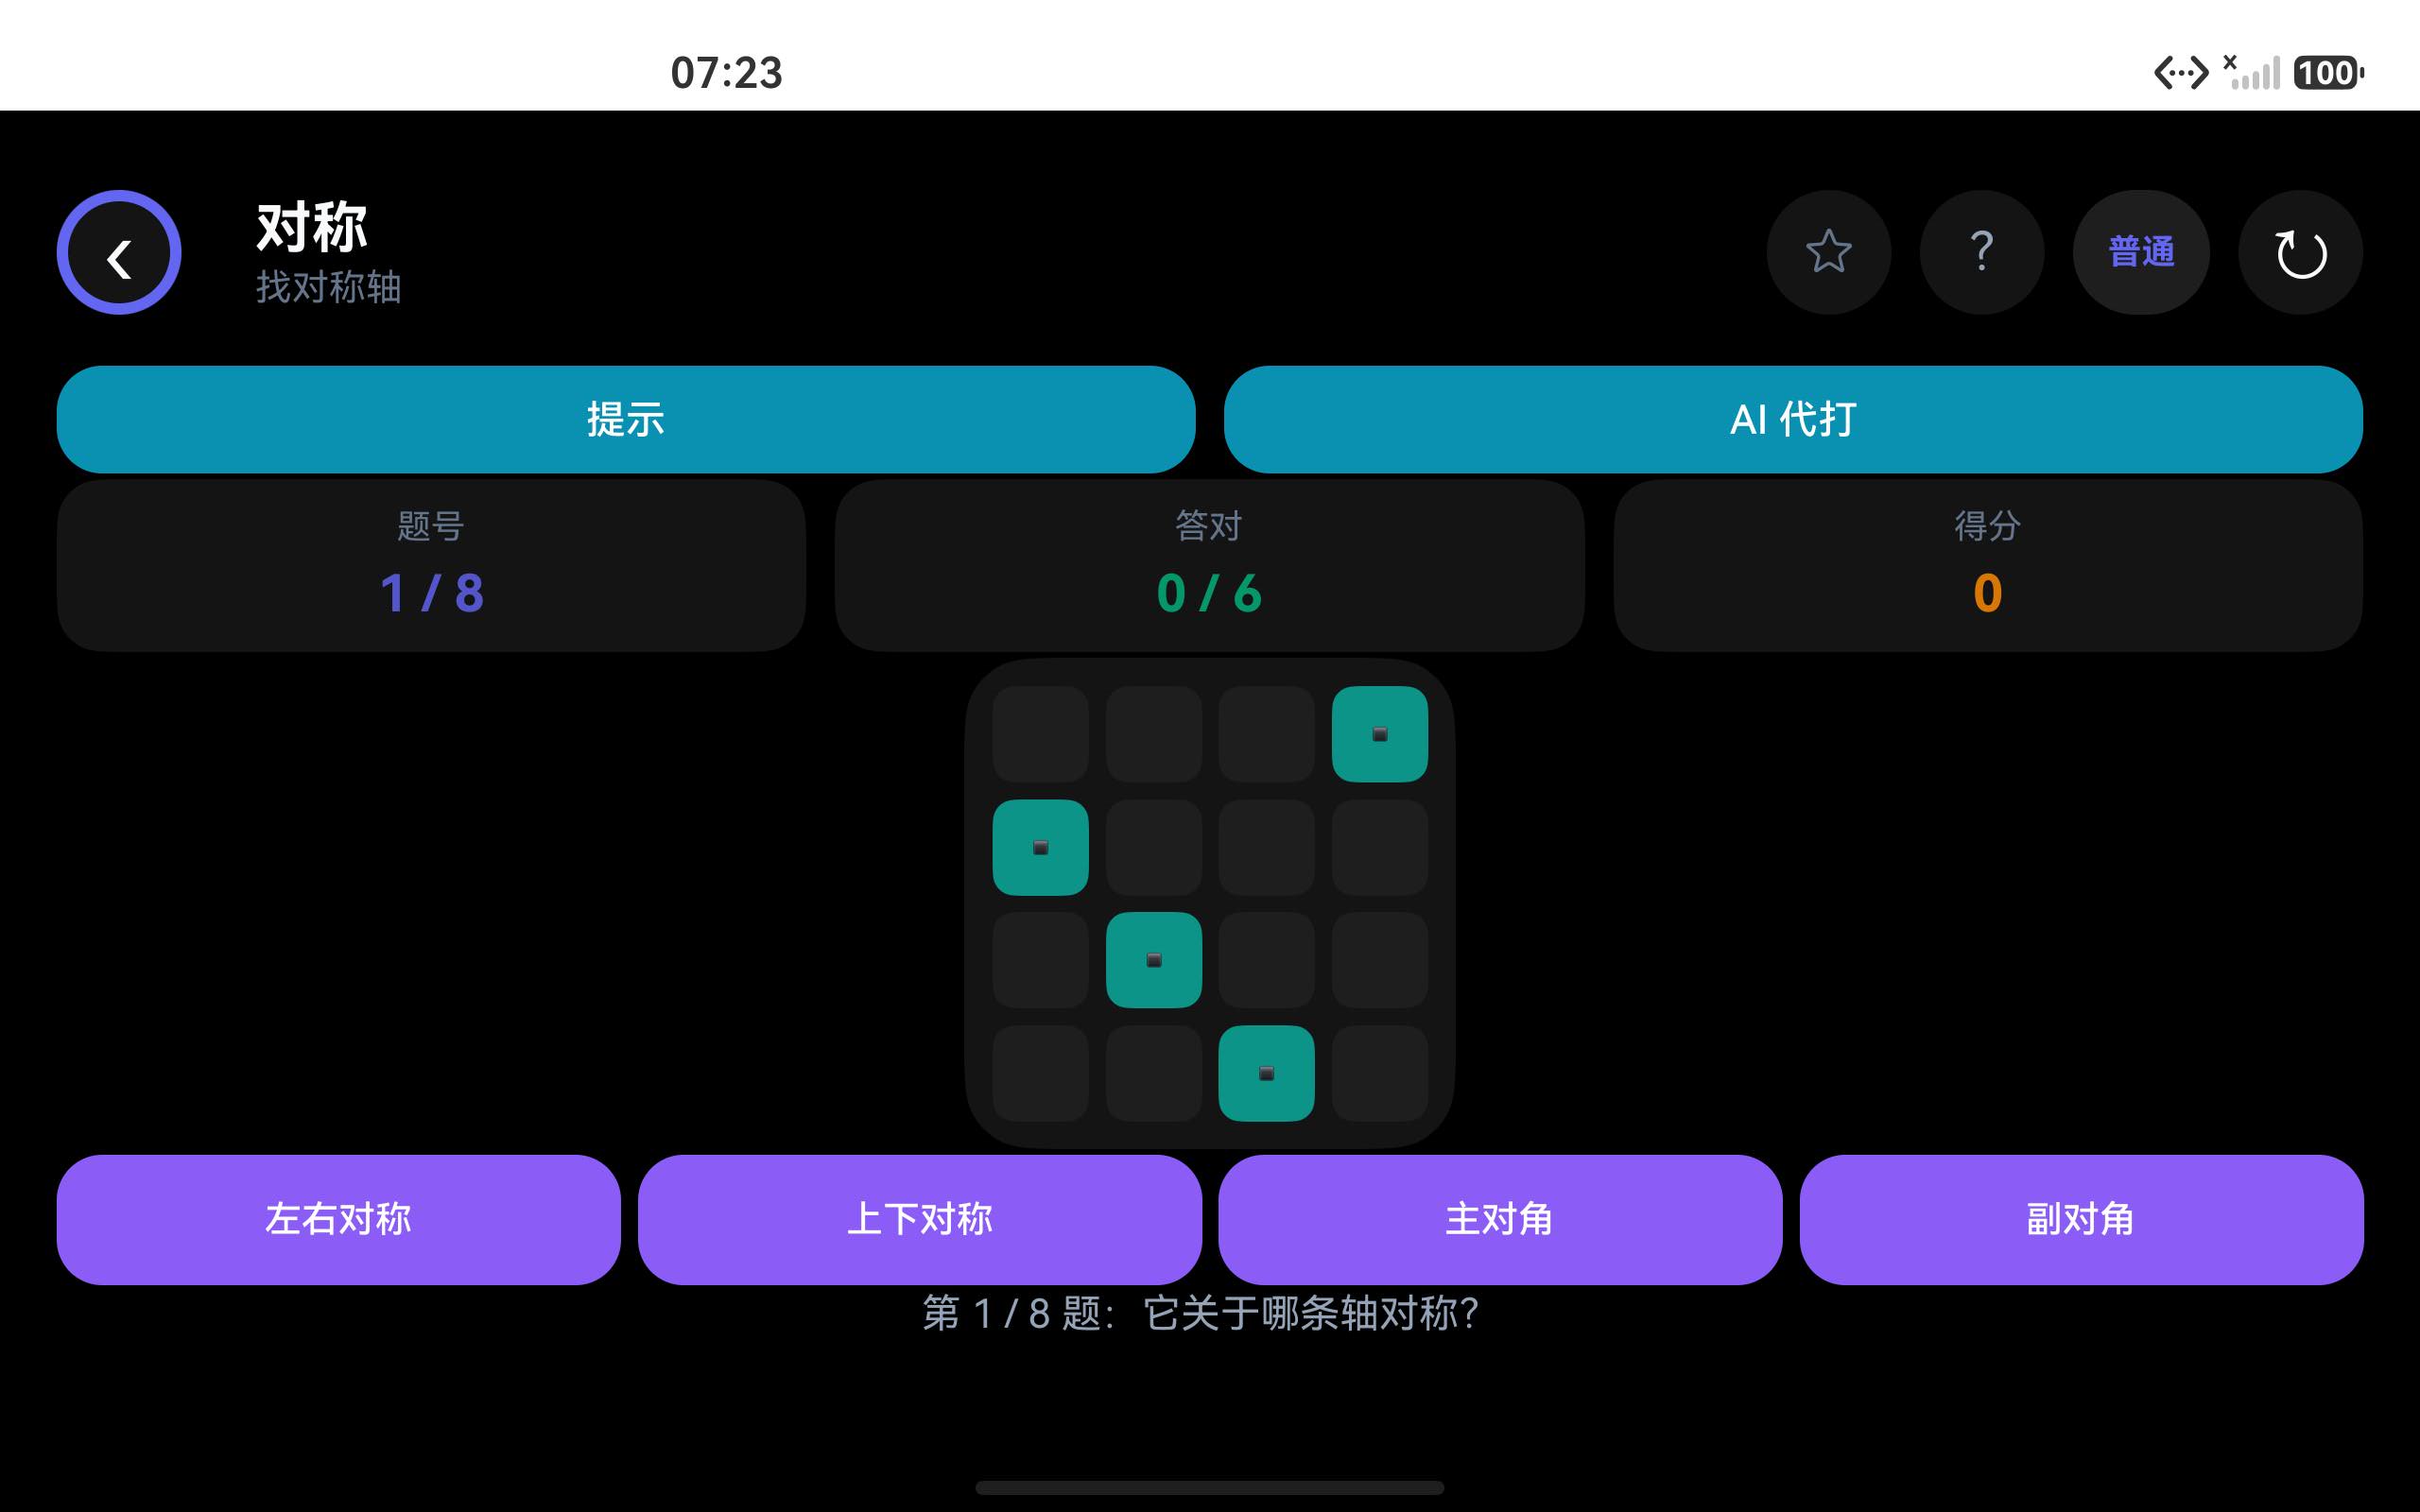 07:23
100
对称
找对称轴
?
普通
提示
AI 代打
题号
答对
得分
1 / 8
0 / 6
0
左右对称
上下对称
主对角
副对角
第 1 / 8 题：它关于哪条轴对称？